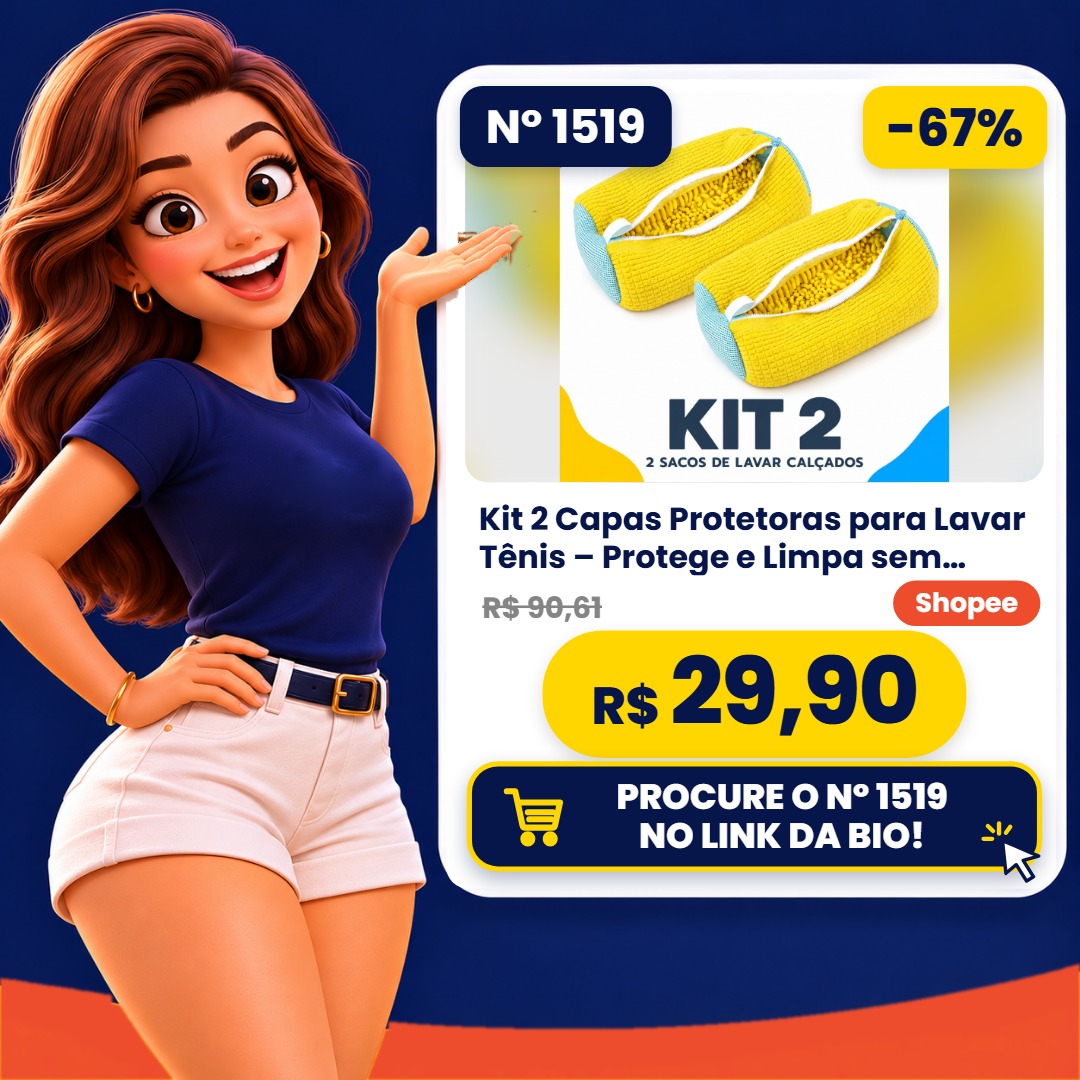 Nº 1519
-67%
KIT 2
2 SACOS DE LAVAR CALÇADOS
Kit 2 Capas Protetoras para Lavar
Tênis – Protege e Limpa sem...
R$ 90,61
Shopee
R$ 29,90
PROCURE O Nº 1519
NO LINK DA BIO!